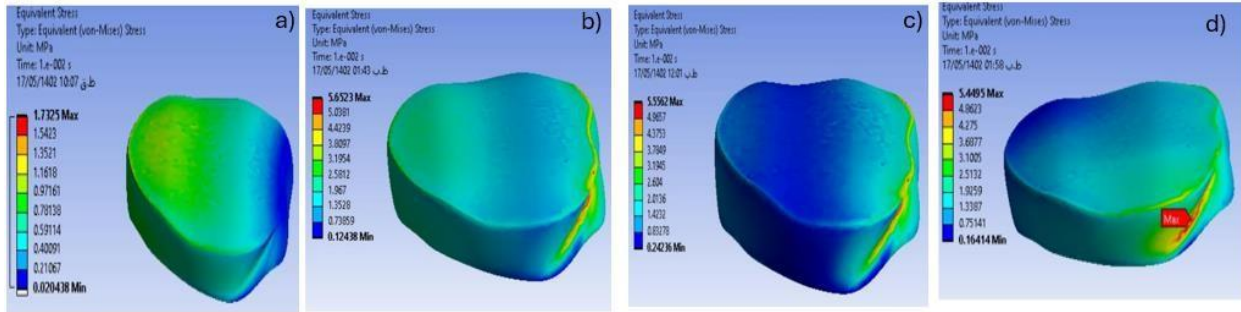 Equivalent Stress
Type: Equivalent (von-Mises) Stress
Unit: MPa
Time: 1.e-002 s
17/05/1402 10:07 ق.ظ
a)
1.7325 Max
1.5423
1.3521
1.1618
0.97161
0.78138
0.59114
0.40091
0.21067
0.020438 Min
Equivalent Stress
Type: Equivalent (von-Mises) Stress
Unit: MPa
Time: 1.e-002 s
17/05/1402 01:43 ب.ظ
b)
5.6523 Max
5.0381
4.4239
3.8097
3.1954
2.5812
1.967
1.3528
0.73859
0.12438 Min
Equivalent Stress
Type: Equivalent (von-Mises) Stress
Unit: MPa
Time: 1.e-002 s
17/05/1402 12:01 ب.ظ
c)
5.5562 Max
4.9657
4.3753
3.7849
3.1945
2.604
2.0136
1.4232
0.83278
0.24236 Min
Equivalent Stress
Type: Equivalent (von-Mises) Stress
Unit: MPa
Time: 1.e-002 s
17/05/1402 01:58 ب.ظ
d)
5.4495 Max
4.8623
4.275
3.6877
3.1005
2.5132
1.9259
1.3387
0.75141
0.16414 Min
Max